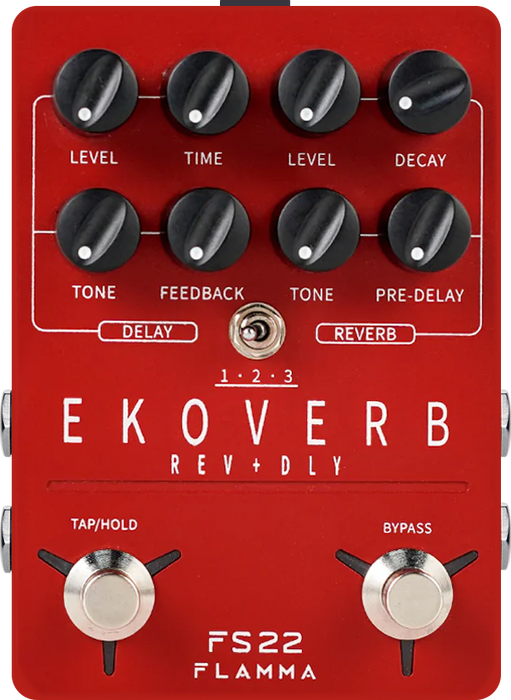 LEVEL TIME LEVEL DECAY
TONE FEEDBACK TONE PRE-DELAY
DELAY REVERB
1·2·3
EKOVERB
REV+DLY
TAP/HOLD BYPASS
FS22
FLAMMA